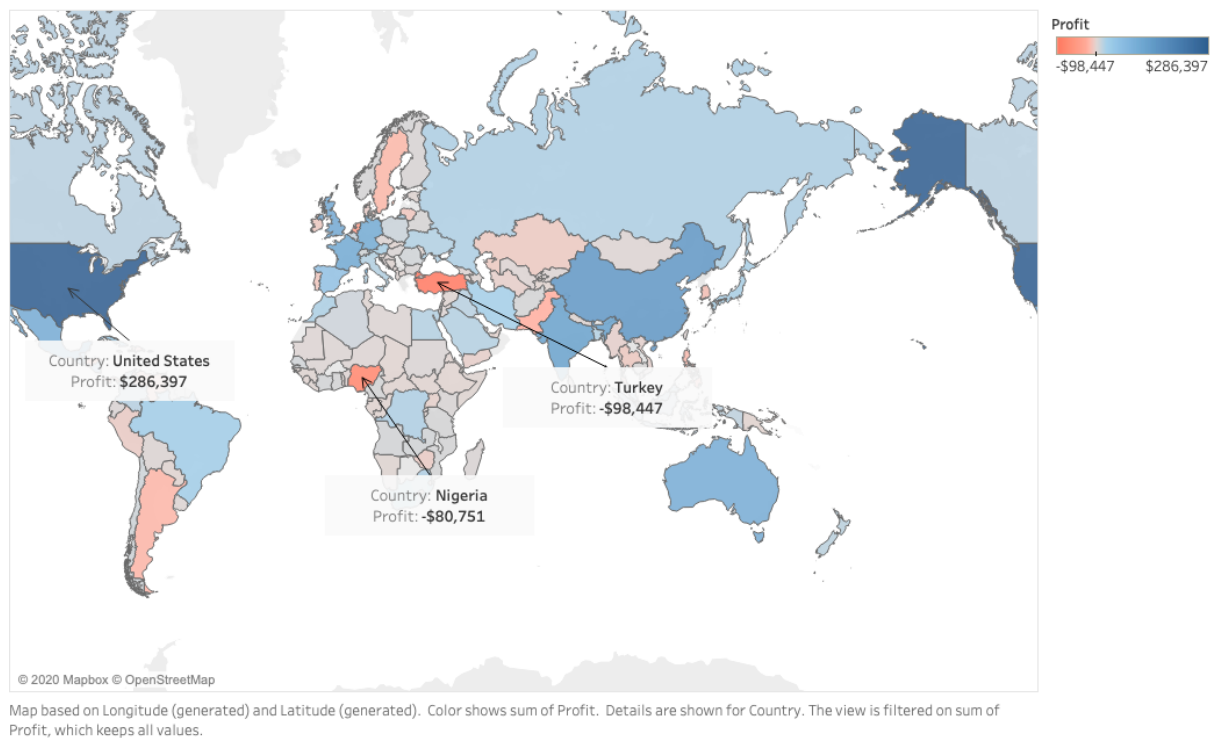 Profit
-$98,447 $286,397
Country: United States
Profit: $286,397
Country: Turkey
Profit: -$98,447
Country: Nigeria
Profit: -$80,751
© 2020 Mapbox © OpenStreetMap
Map based on Longitude (generated) and Latitude (generated).  Color shows sum of Profit.  Details are shown for Country. The view is filtered on sum of
Profit, which keeps all values.